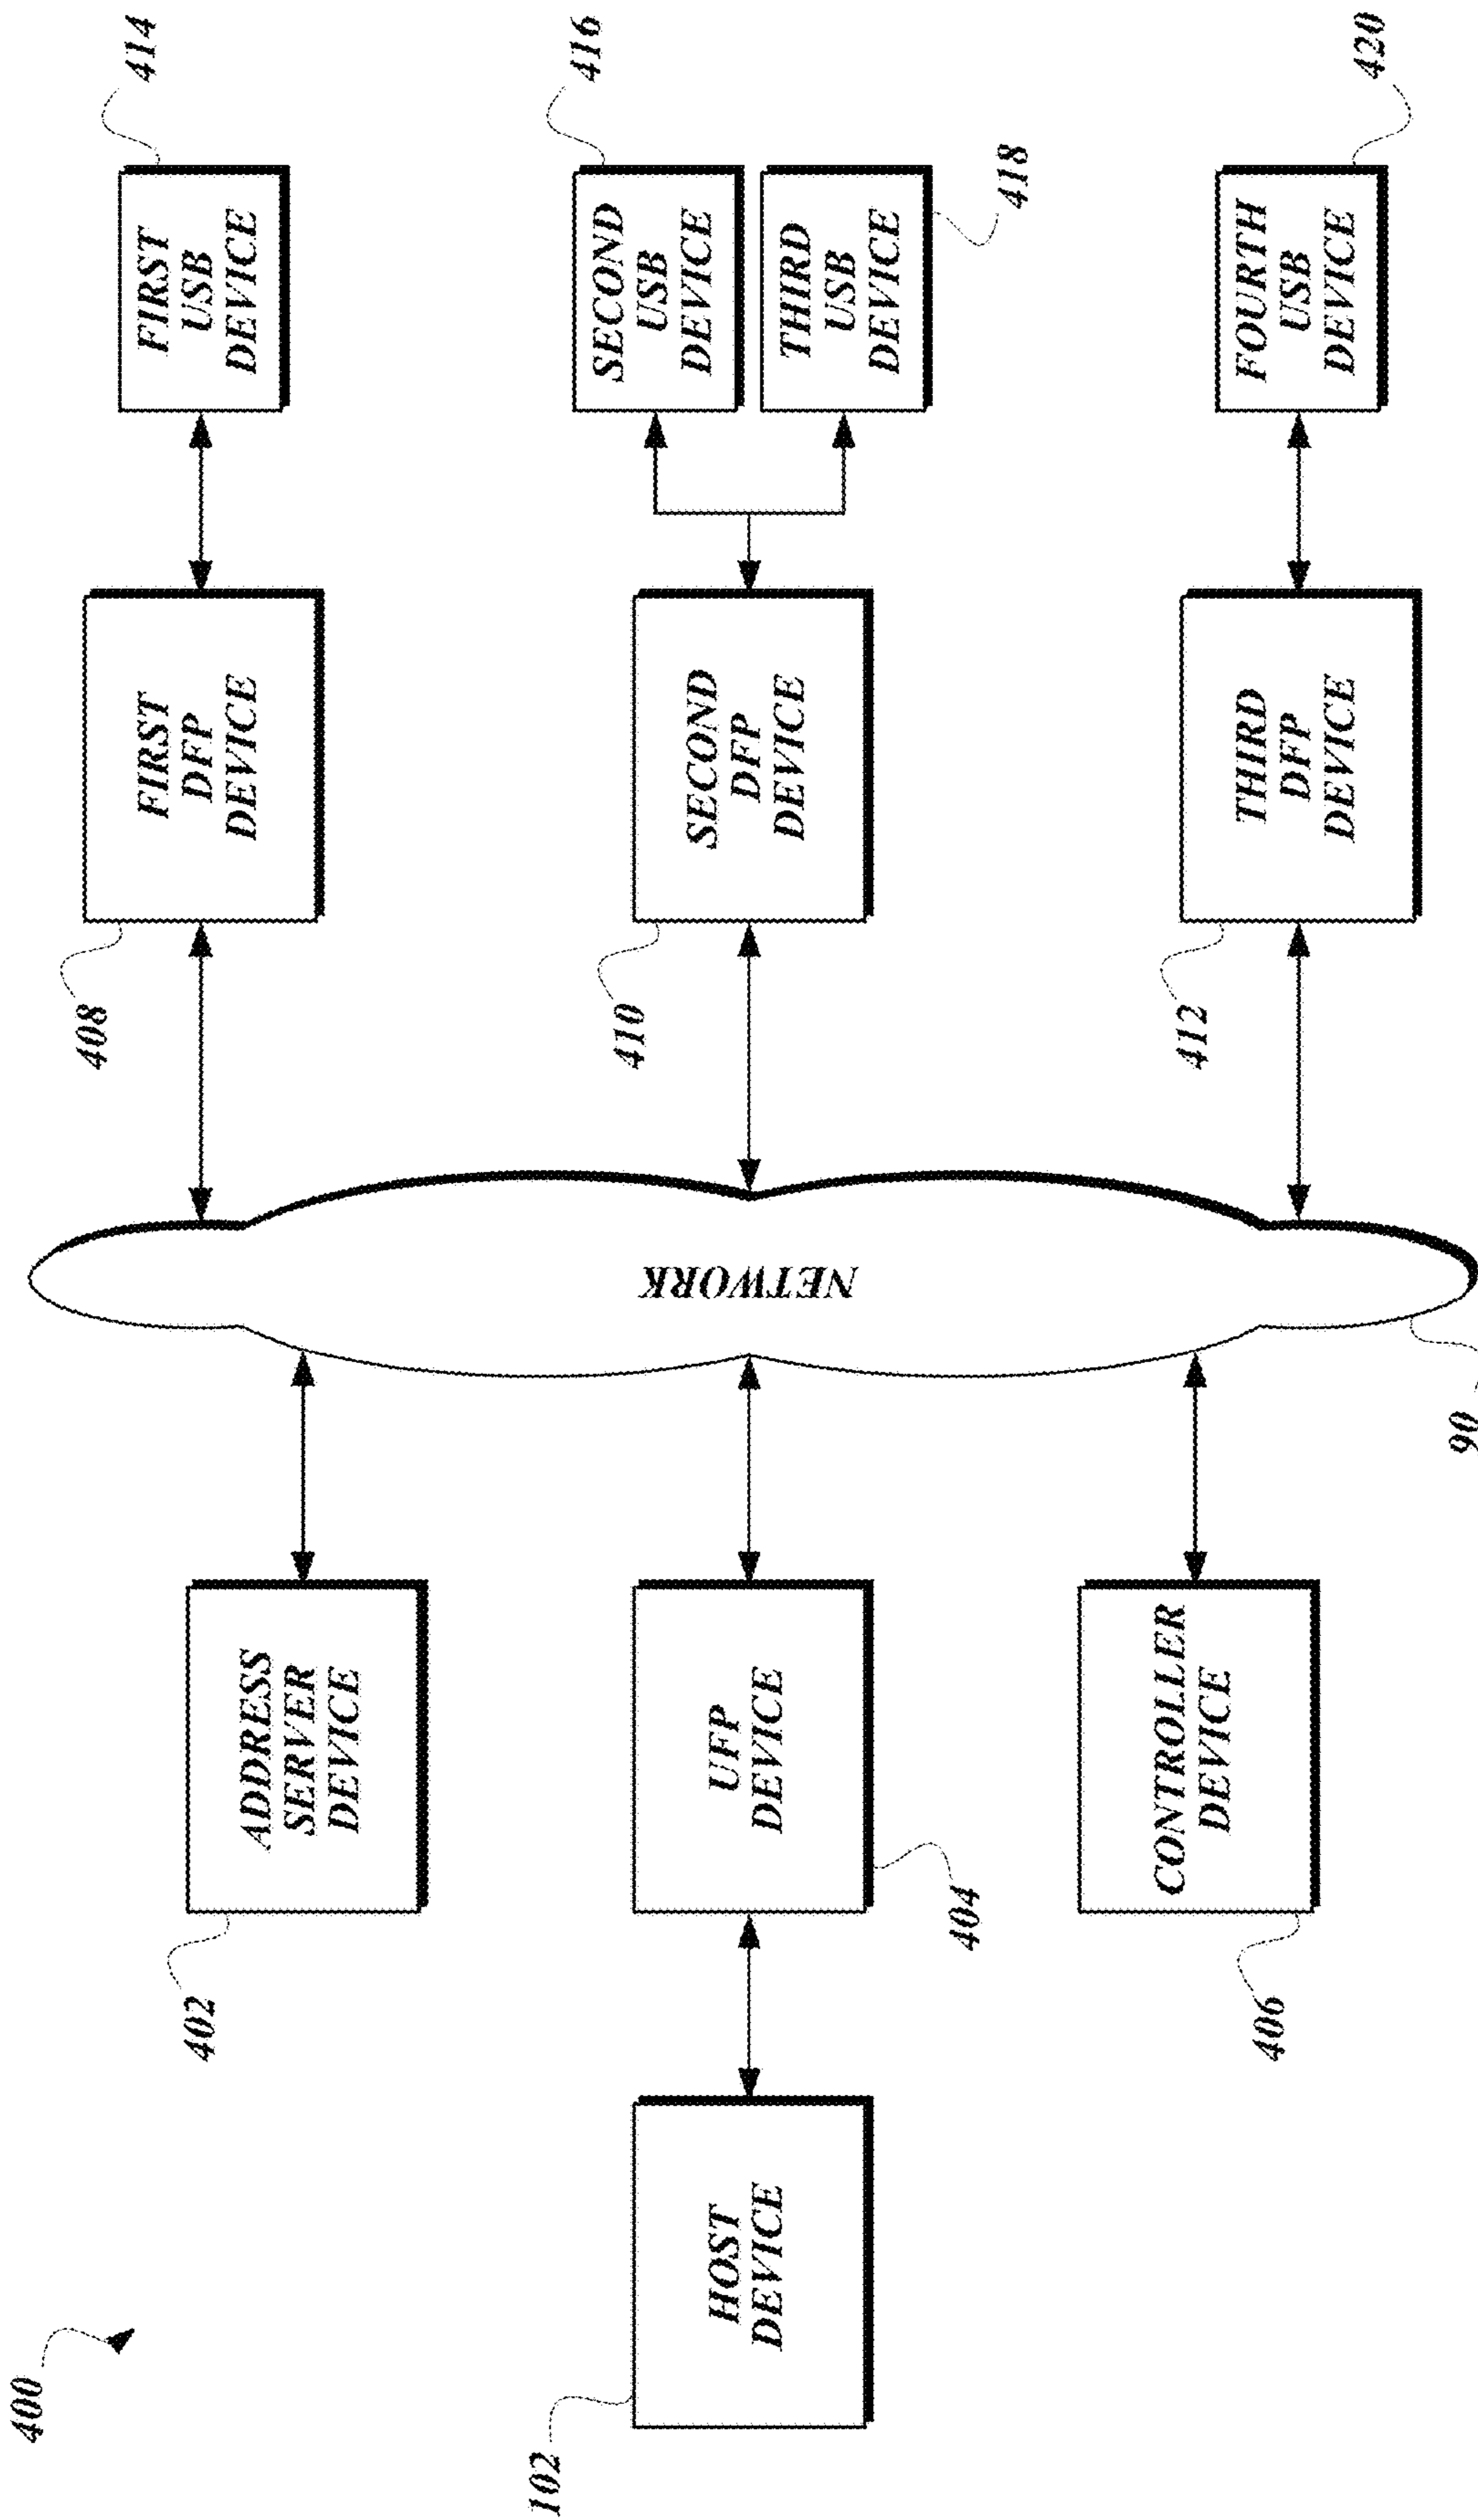 400
102
HOST
DEVICE
402
ADDRESS
SERVER
DEVICE
404
UFP
DEVICE
406
CONTROLLER
DEVICE
NETWORK
90
408
FIRST
DFP
DEVICE
410
SECOND
DFP
DEVICE
412
THIRD
DFP
DEVICE
414
FIRST
USB
DEVICE
416
SECOND
USB
DEVICE
418
THIRD
USB
DEVICE
420
FOURTH
USB
DEVICE